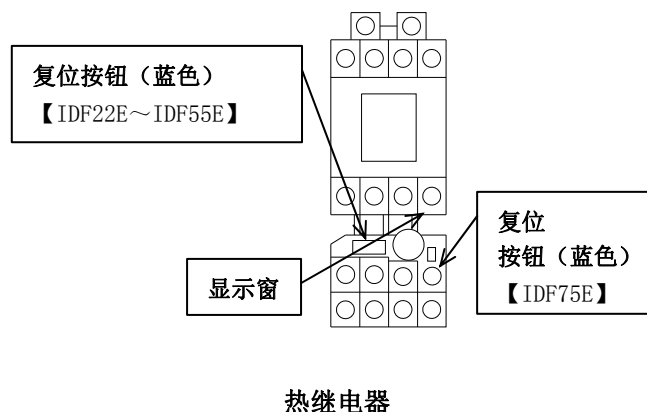 复位按钮（蓝色）
【IDF22E～IDF55E】
复位
按钮（蓝色）
【IDF75E】
显示窗
热继电器